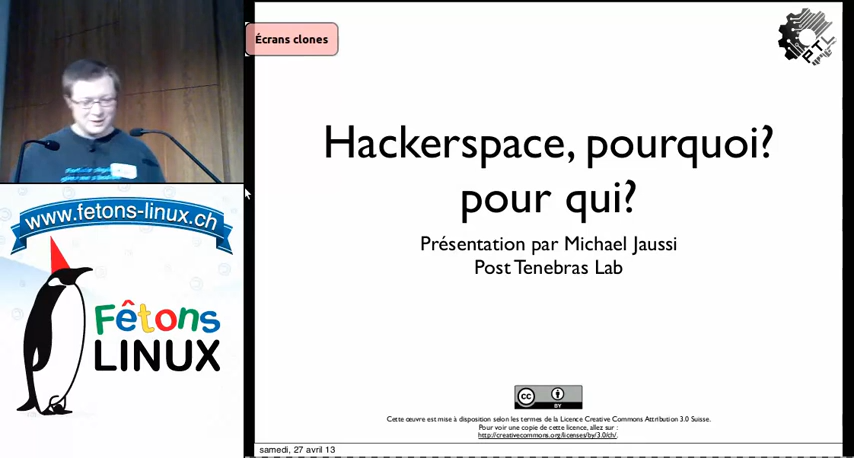 Écrans clones
PTL
Hackerspace, pourquoi?
pour qui?
Présentation par Michael Jaussi
Post Tenebras Lab
www.fetons-linux.ch
Fêtons
LINUX
cc
BY
Cette œuvre est mise à disposition selon les termes de la Licence Creative Commons Attribution 3.0 Suisse.
Pour voir une copie de cette licence, allez sur :
http://creativecommons.org/licenses/by/3.0/ch/.
samedi, 27 avril 13